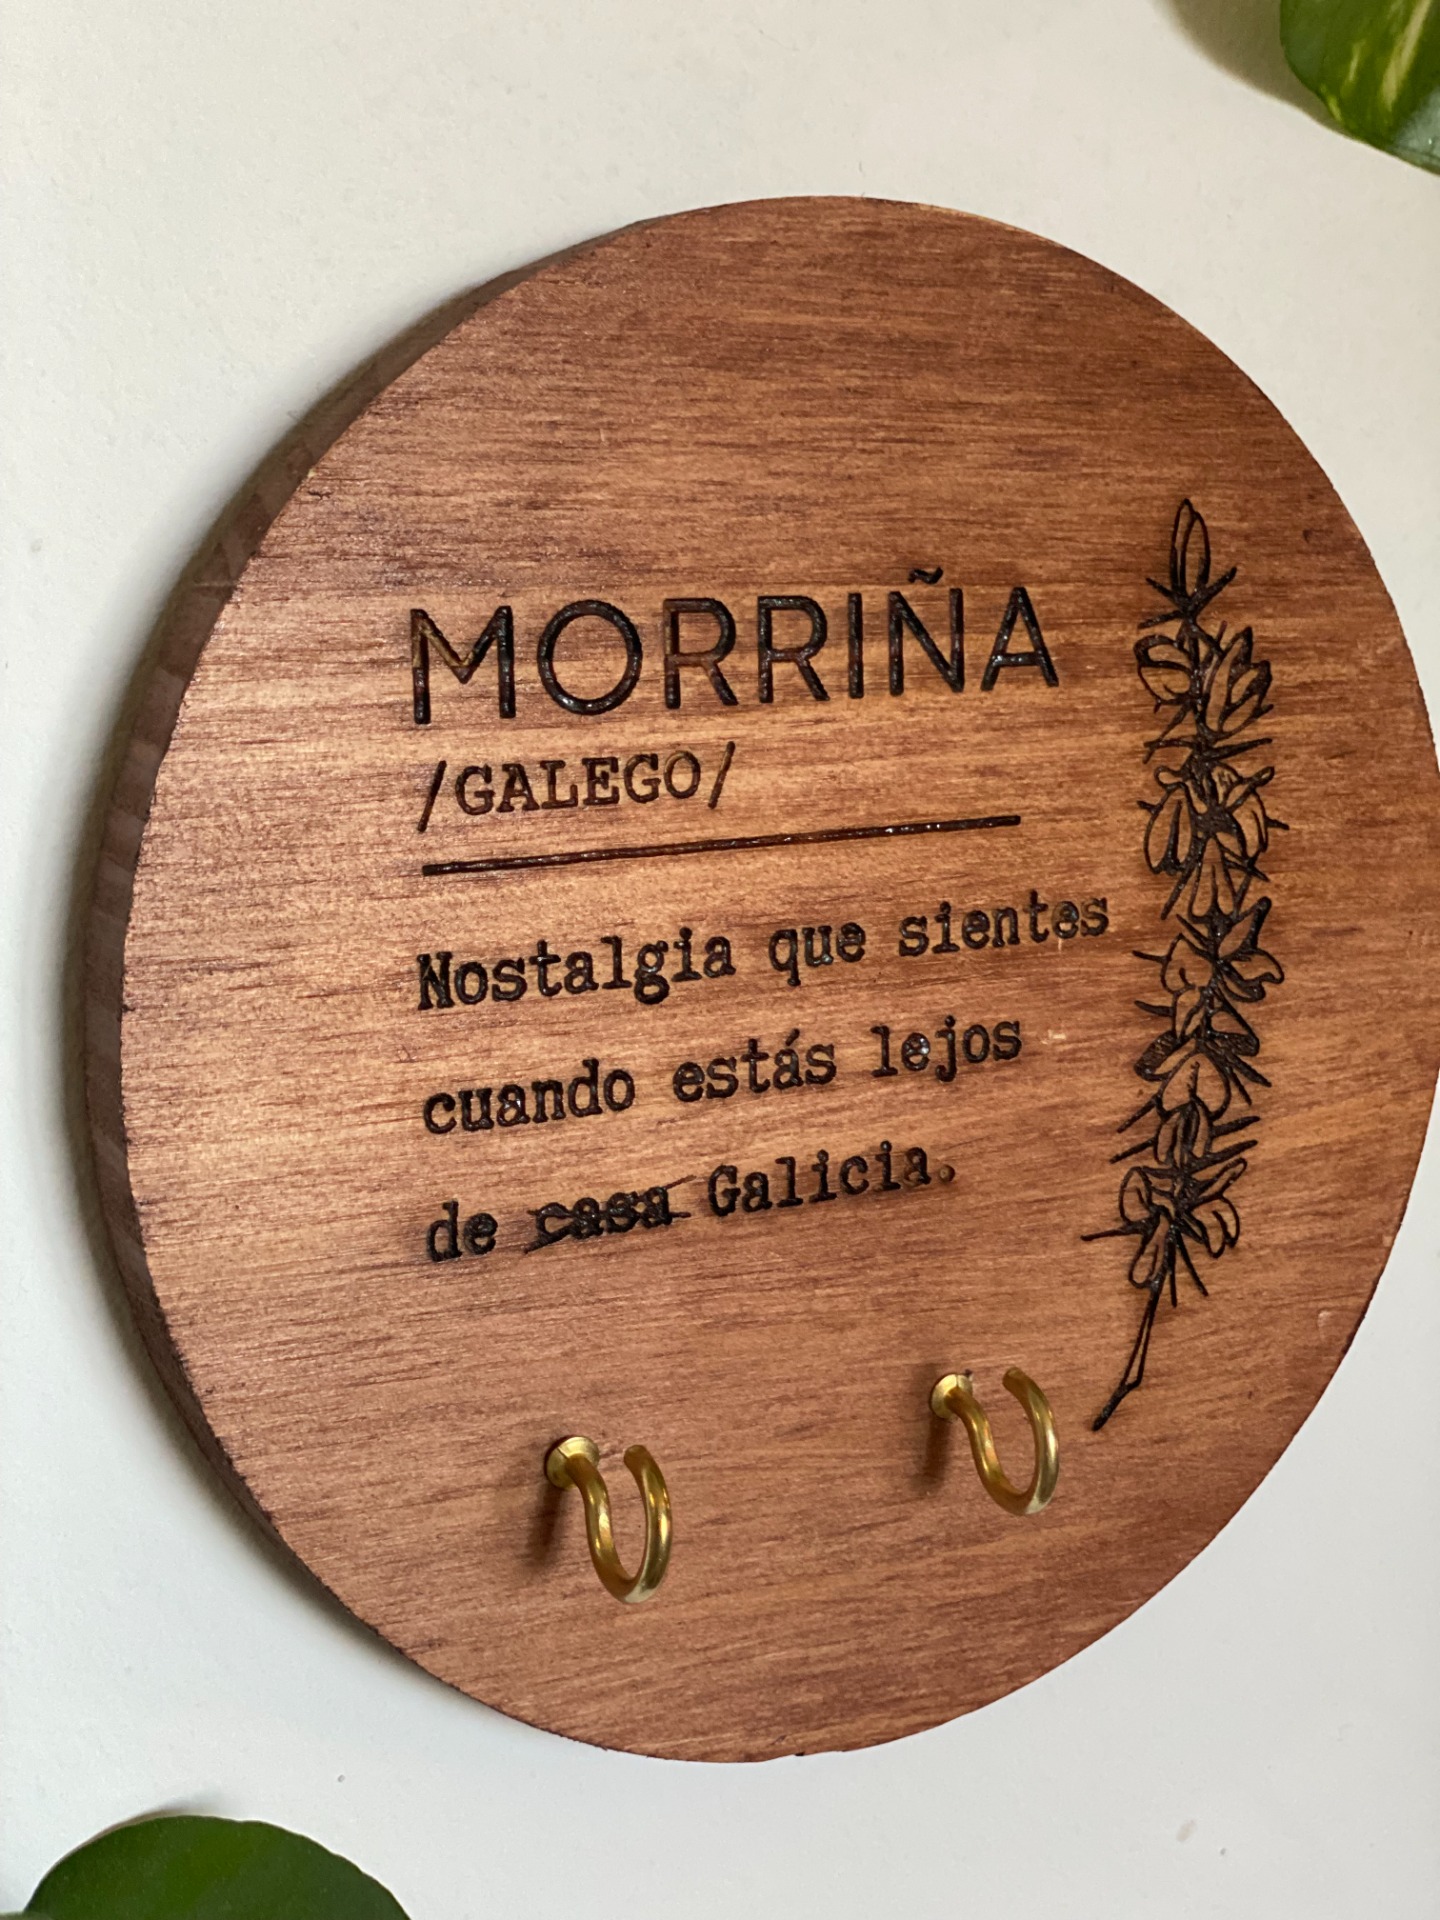 MORRIÑA
/GALEGO/
Nostalgia que sientes
cuando estás lejos
de casa Galicia.